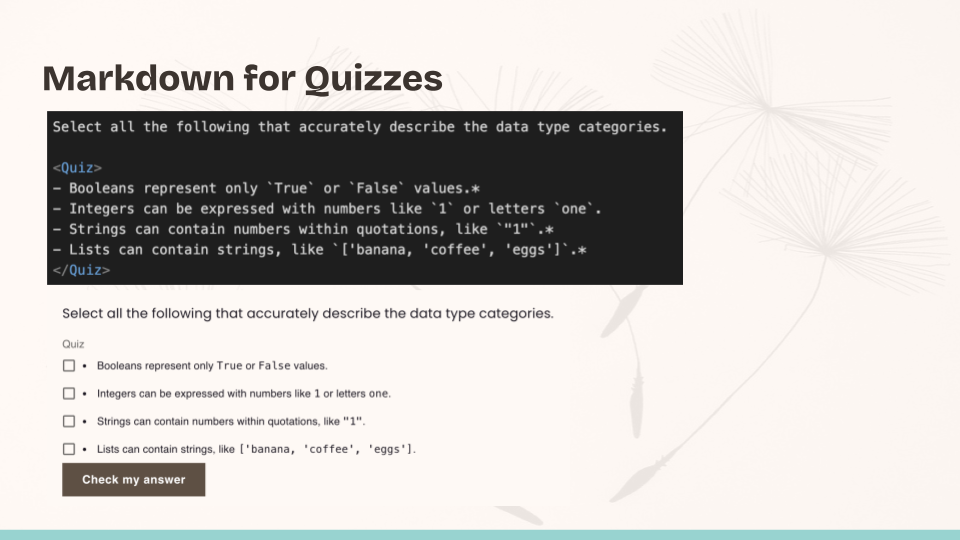 Markdown for Quizzes
Select all the following that accurately describe the data type categories.
<Quiz>
– Booleans represent only `True` or `False` values.*
– Integers can be expressed with numbers like `1` or letters `one`.
– Strings can contain numbers within quotations, like `"1"`.*
– Lists can contain strings, like `['banana, 'coffee', 'eggs']`.*
</Quiz>
Select all the following that accurately describe the data type categories.
Quiz
• Booleans represent only True or False values.
• Integers can be expressed with numbers like 1 or letters one.
• Strings can contain numbers within quotations, like "1".
• Lists can contain strings, like ['banana, 'coffee', 'eggs'].
Check my answer